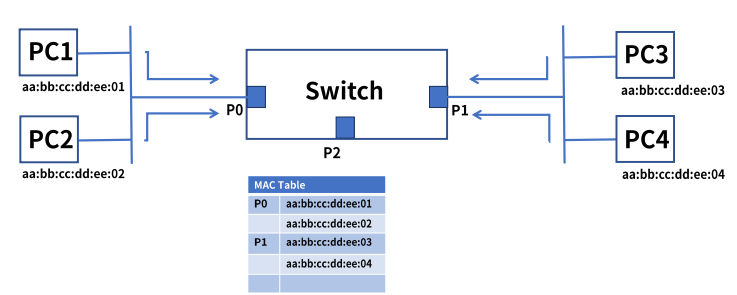 PC1
aa:bb:cc:dd:ee:01
PC2
aa:bb:cc:dd:ee:02
Switch
P0
P1
P2
PC3
aa:bb:cc:dd:ee:03
PC4
aa:bb:cc:dd:ee:04
MAC Table
P0 aa:bb:cc:dd:ee:01
aa:bb:cc:dd:ee:02
P1 aa:bb:cc:dd:ee:03
aa:bb:cc:dd:ee:04